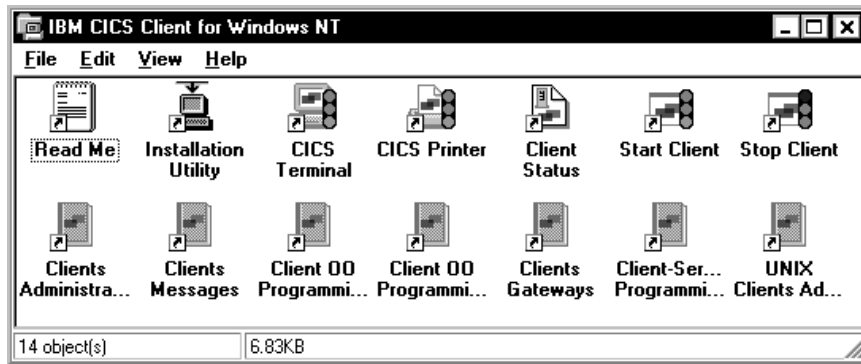 IBM CICS Client for Windows NT
File Edit View Help
Read Me Installation Utility CICS Terminal CICS Printer Client Status Start Client Stop Client
Clients Administra... Clients Messages Client OO Programmi... Client OO Programmi... Clients Gateways Client-Ser... Programmi... UNIX Clients Ad...
14 object(s) 6.83KB